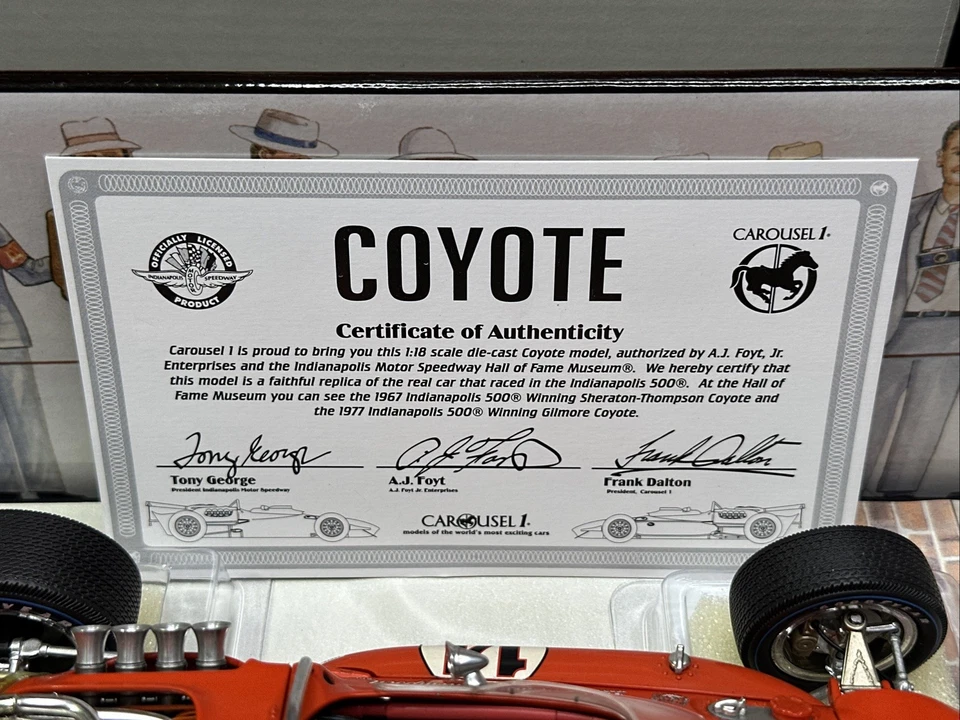 OFFICIALLY LICENSED
INDIANAPOLIS MOTOR SPEEDWAY
PRODUCT
COYOTE
CAROUSEL 1®
Certificate of Authenticity
Carousel 1 is proud to bring you this 1:18 scale die-cast Coyote model, authorized by A.J. Foyt, Jr.
Enterprises and the Indianapolis Motor Speedway Hall of Fame Museum®. We hereby certify that
this model is a faithful replica of the real car that raced in the Indianapolis 500®. At the Hall of
Fame Museum you can see the 1967 Indianapolis 500® Winning Sheraton-Thompson Coyote and
the 1977 Indianapolis 500® Winning Gilmore Coyote.
Tony George
A.J. Foyt
Frank Dalton
Tony George
A.J. Foyt
Frank Dalton
President Indianapolis Motor Speedway
A.J. Foyt Jr. Enterprises
President, Carousel 1
CAROUSEL 1®
models of the world's most exciting cars